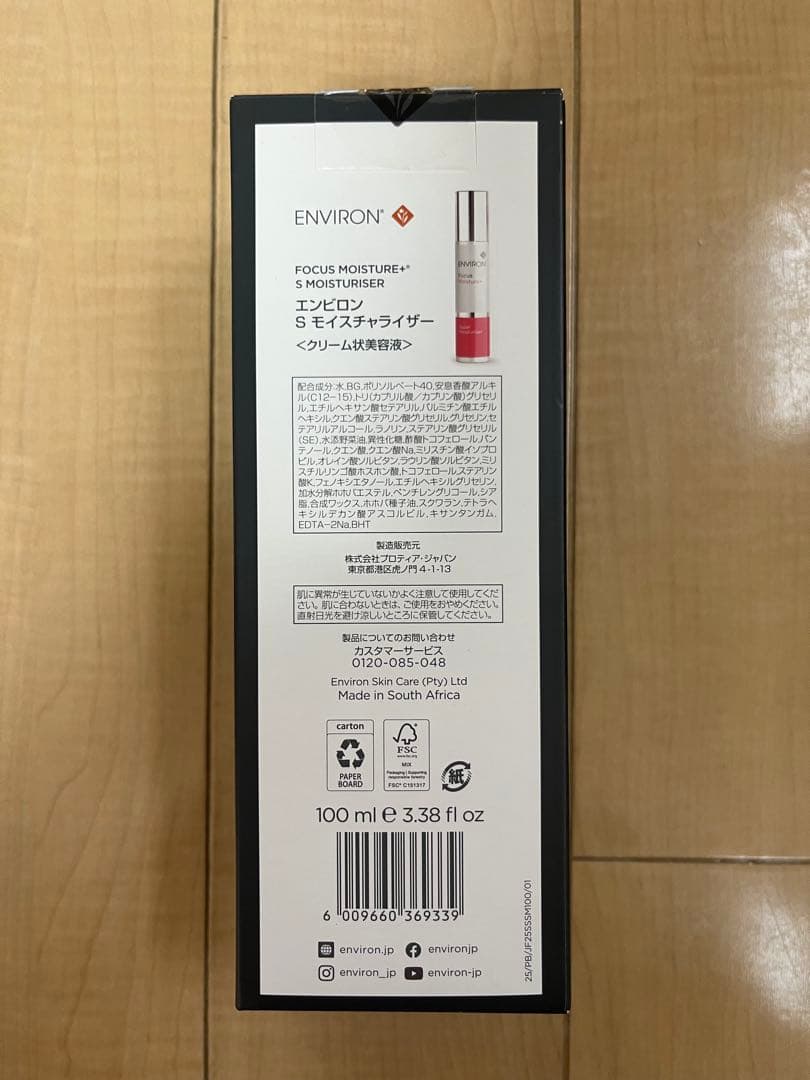 ENVIRON®
FOCUS MOISTURE+®
S MOISTURISER
エンビロン
S モイスチャライザー
<クリーム状美容液>
ENVIRON
Focus
Moisture+
配合成分:水,BG,ポリソルベート40,安息香酸アルキ
ル(C12-15),トリ(カプリル酸/カプリン酸)グリセリ
ル,エチルヘキサン酸セテアリル,パルミチン酸エチル
ヘキシル,クエン酸ステアリン酸グリセリル,グリセリン,セ
テアリルアルコール,ラノリン,ステアリン酸グリセリル
(SE),水添野菜油,異性化糖,酢酸トコフェロール,パン
テノール,クエン酸,クエン酸Na,ミリスチン酸イソプロ
ピル,オレイン酸ソルビタン,ラウリン酸ソルビタン,ミリ
スチルリンゴ酸ホスホン酸,トコフェロール,ステアリン
酸K,フェノキシエタノール,エチルヘキシルグリセリン,
加水分解ホホバエステル,ペンチレングリコール,シア
脂,合成ワックス,ホホバ種子油,スクワラン,テトラヘ
キシルデカン酸アスコルビル,キサンタンガム,
EDTA-2Na,BHT
製造販売元
株式会社プロティア・ジャパン
東京都港区虎ノ門 4-1-13
肌に異常が生じていないかよく注意して使用してくだ
さい。肌に合わないときは、ご使用をおやめください。
直射日光を避け涼しいところに保管してください。
製品についてのお問い合わせ
カスタマーサービス
0120-085-048
Environ Skin Care (Pty) Ltd
Made in South Africa
carton
PAPER
BOARD
FSC
www.fsc.org
MIX
Packaging | Supporting
responsible forestry
FSC® C151317
紙
100 ml ℮ 3.38 fl oz
6 009660 369339
environ.jp
environjp
environ_jp
environ-jp
25/PB/JF25SSSM100/01